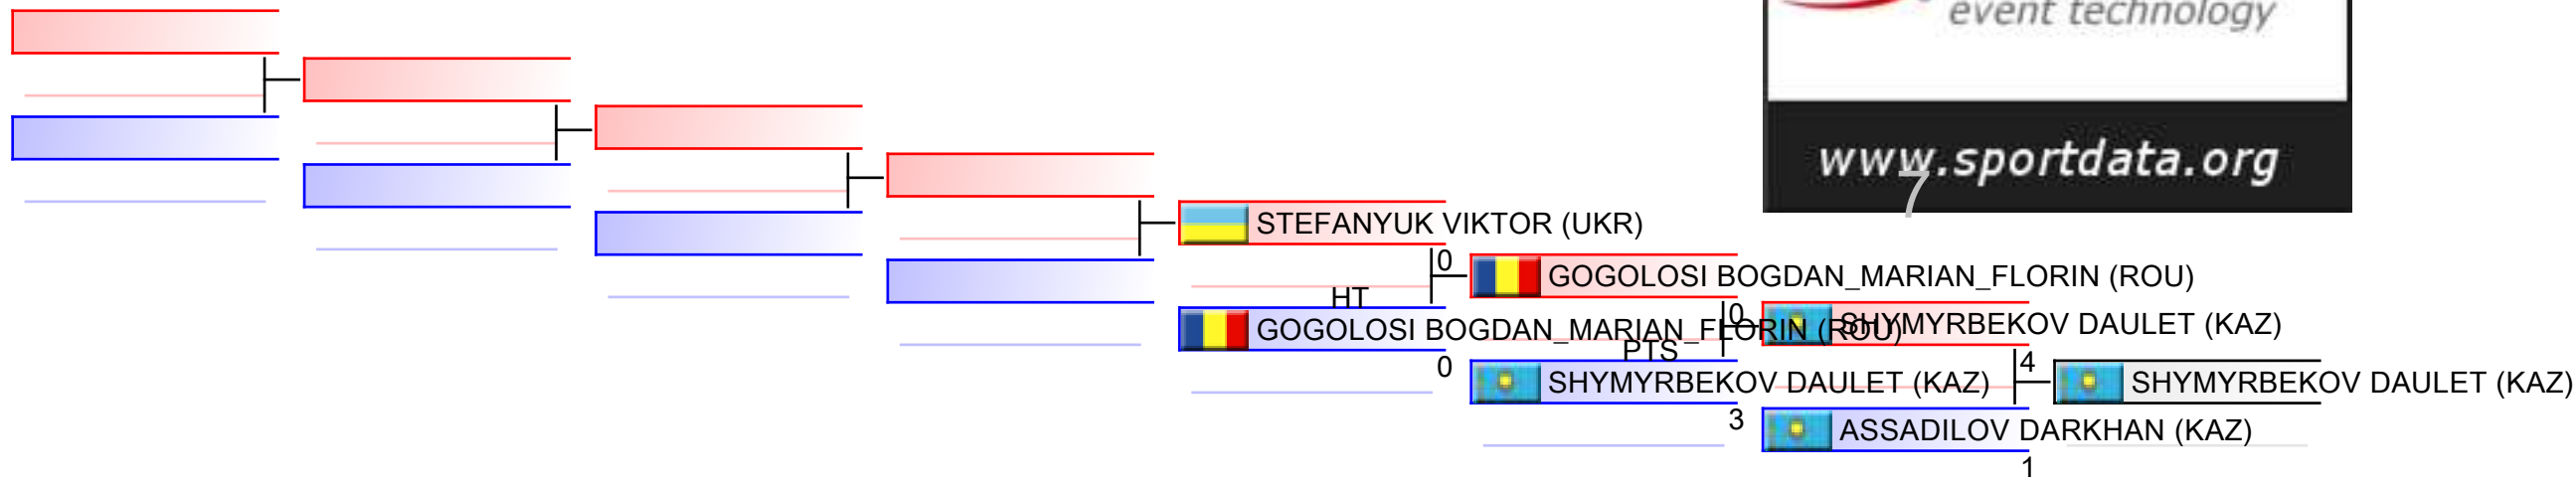 event technology
www.sportdata.org
7
STEFANYUK VIKTOR (UKR)
0
GOGOLOSI BOGDAN_MARIAN_FLORIN (ROU)
HT
0
SHYMYRBEKOV DAULET (KAZ)
GOGOLOSI BOGDAN_MARIAN_FLORIN (ROU)
PTS
0
4
SHYMYRBEKOV DAULET (KAZ)
SHYMYRBEKOV DAULET (KAZ)
3
ASSADILOV DARKHAN (KAZ)
1